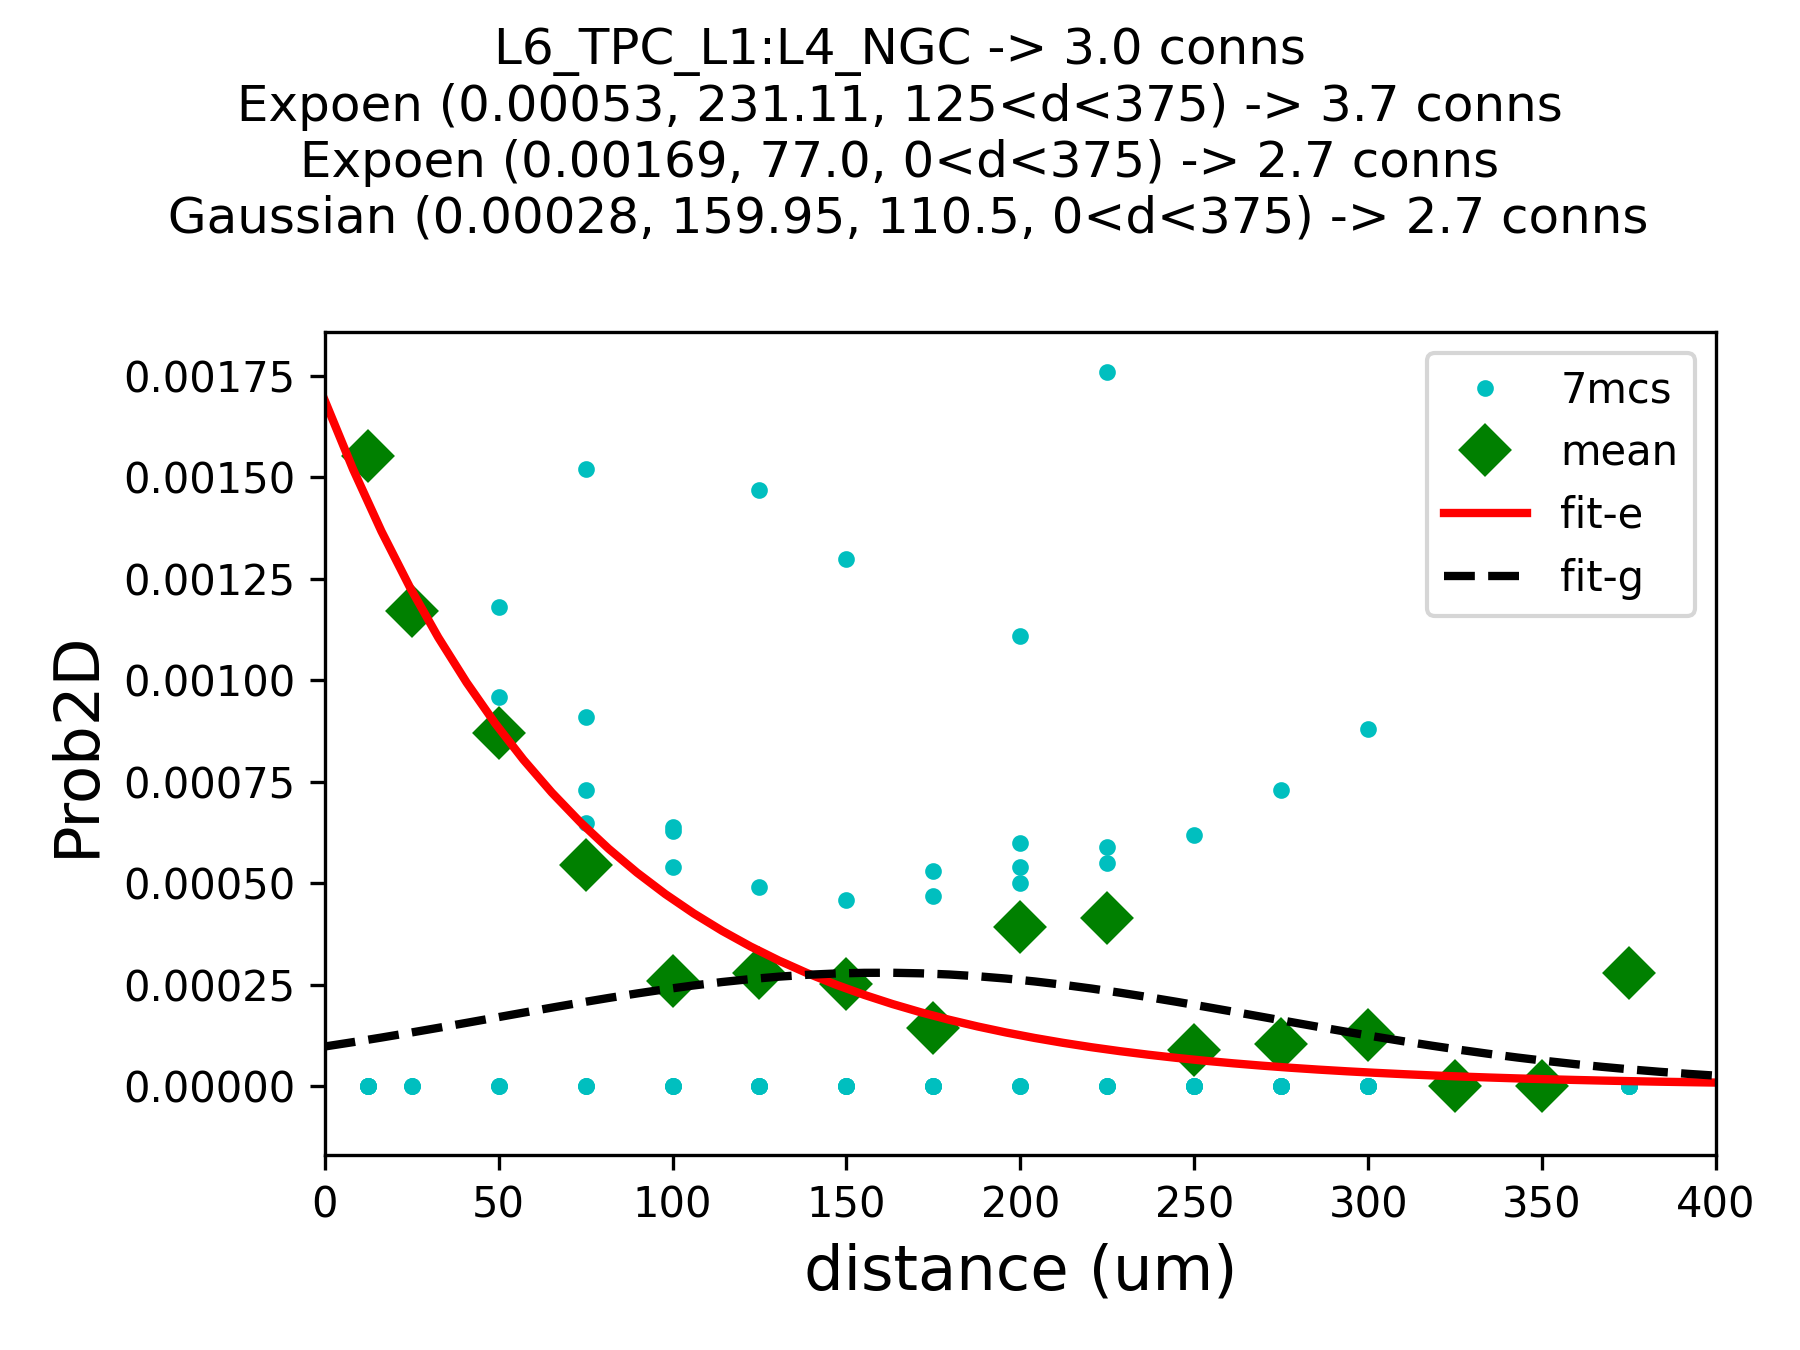 L6_TPC_L1:L4_NGC -> 3.0 conns
Expoen (0.00053, 231.11, 125<d<375) -> 3.7 conns
Expoen (0.00169, 77.0, 0<d<375) -> 2.7 conns
Gaussian (0.00028, 159.95, 110.5, 0<d<375) -> 2.7 conns
7mcs
mean
fit-e
fit-g
Prob2D
0.00175
0.00150
0.00125
0.00100
0.00075
0.00050
0.00025
0.00000
0 50 100 150 200 250 300 350 400
distance (um)